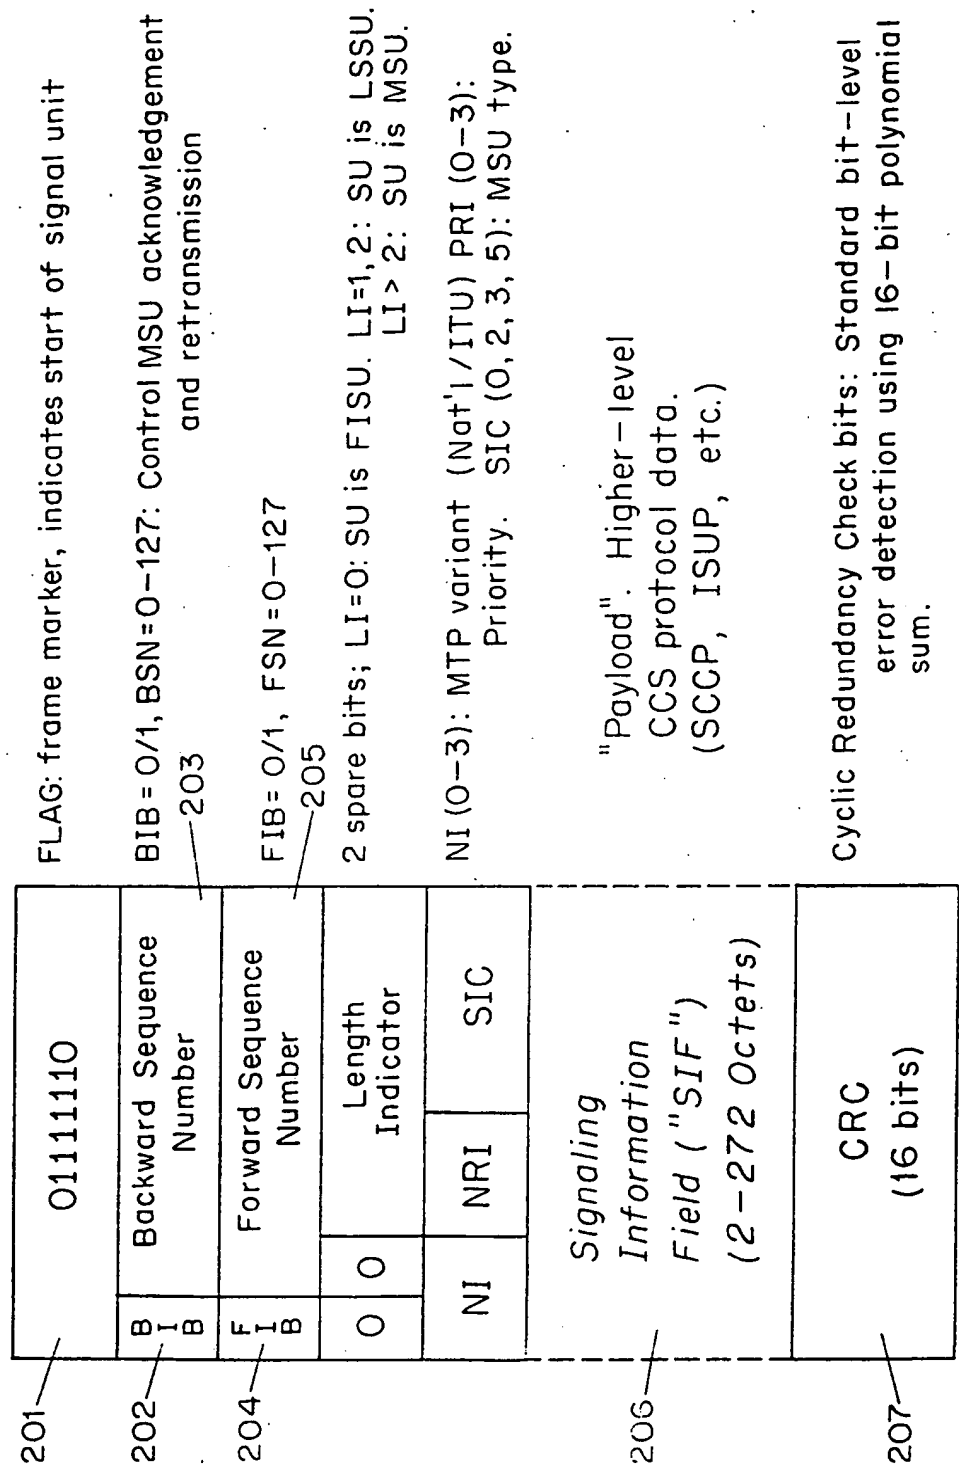 201
01111110
FLAG: frame marker, indicates start of signal unit
202
BIB
Backward Sequence
Number
203
BIB = 0/1, BSN = 0-127: Control MSU acknowledgement
and retransmission
204
FIB
Forward Sequence
Number
205
FIB = 0/1, FSN = 0-127
0 0
Length
Indicator
2 spare bits; LI = 0: SU is FISU. LI = 1, 2: SU is LSSU.
LI > 2: SU is MSU.
NI NRI SIC
NI (0-3): MTP variant (Nat'l/ITU) PRI (0-3):
Priority. SIC (0, 2, 3, 5): MSU type.
206
Signaling
Information
Field ("SIF")
(2-272 Octets)
"Payload". Higher-level
CCS protocol data.
(SCCP, ISUP, etc.)
207
CRC
(16 bits)
Cyclic Redundancy Check bits: Standard bit-level
error detection using 16-bit polynomial
sum.